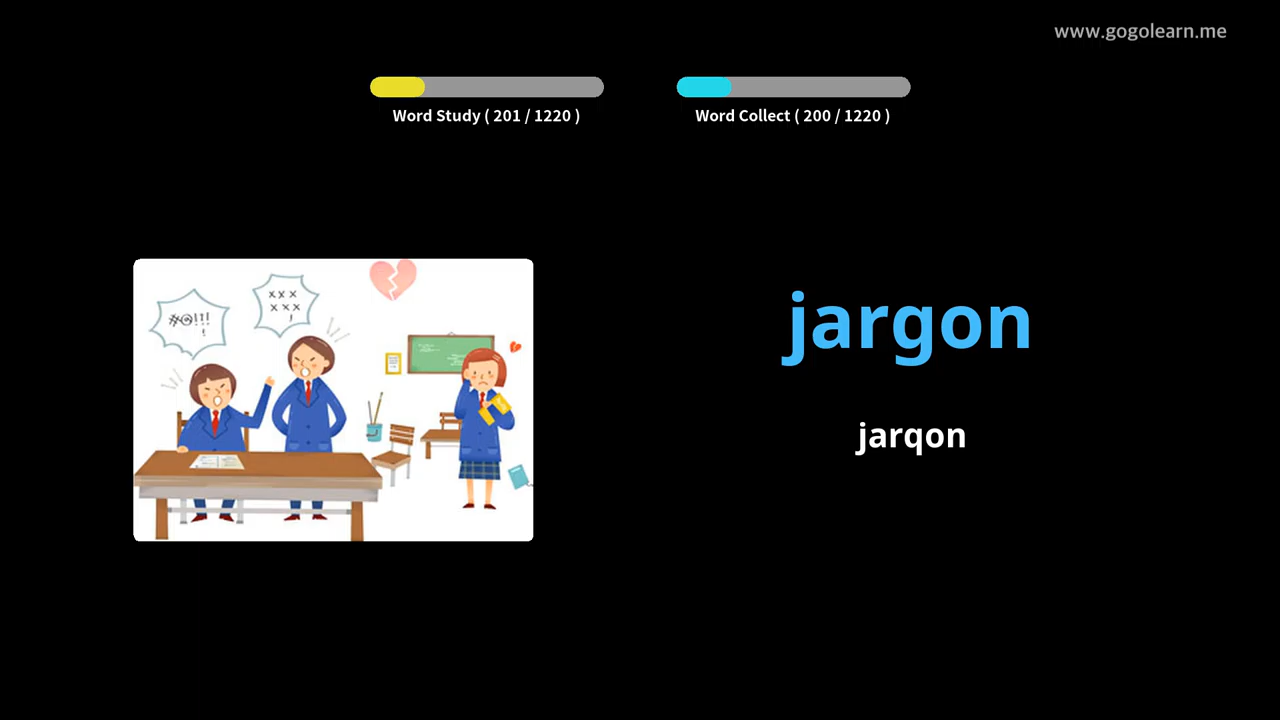 www.gogolearn.me
Word Study ( 201 / 1220 )
Word Collect ( 200 / 1220 )
#@!!!
!
x x x
x x x
!
jargon
jarqon